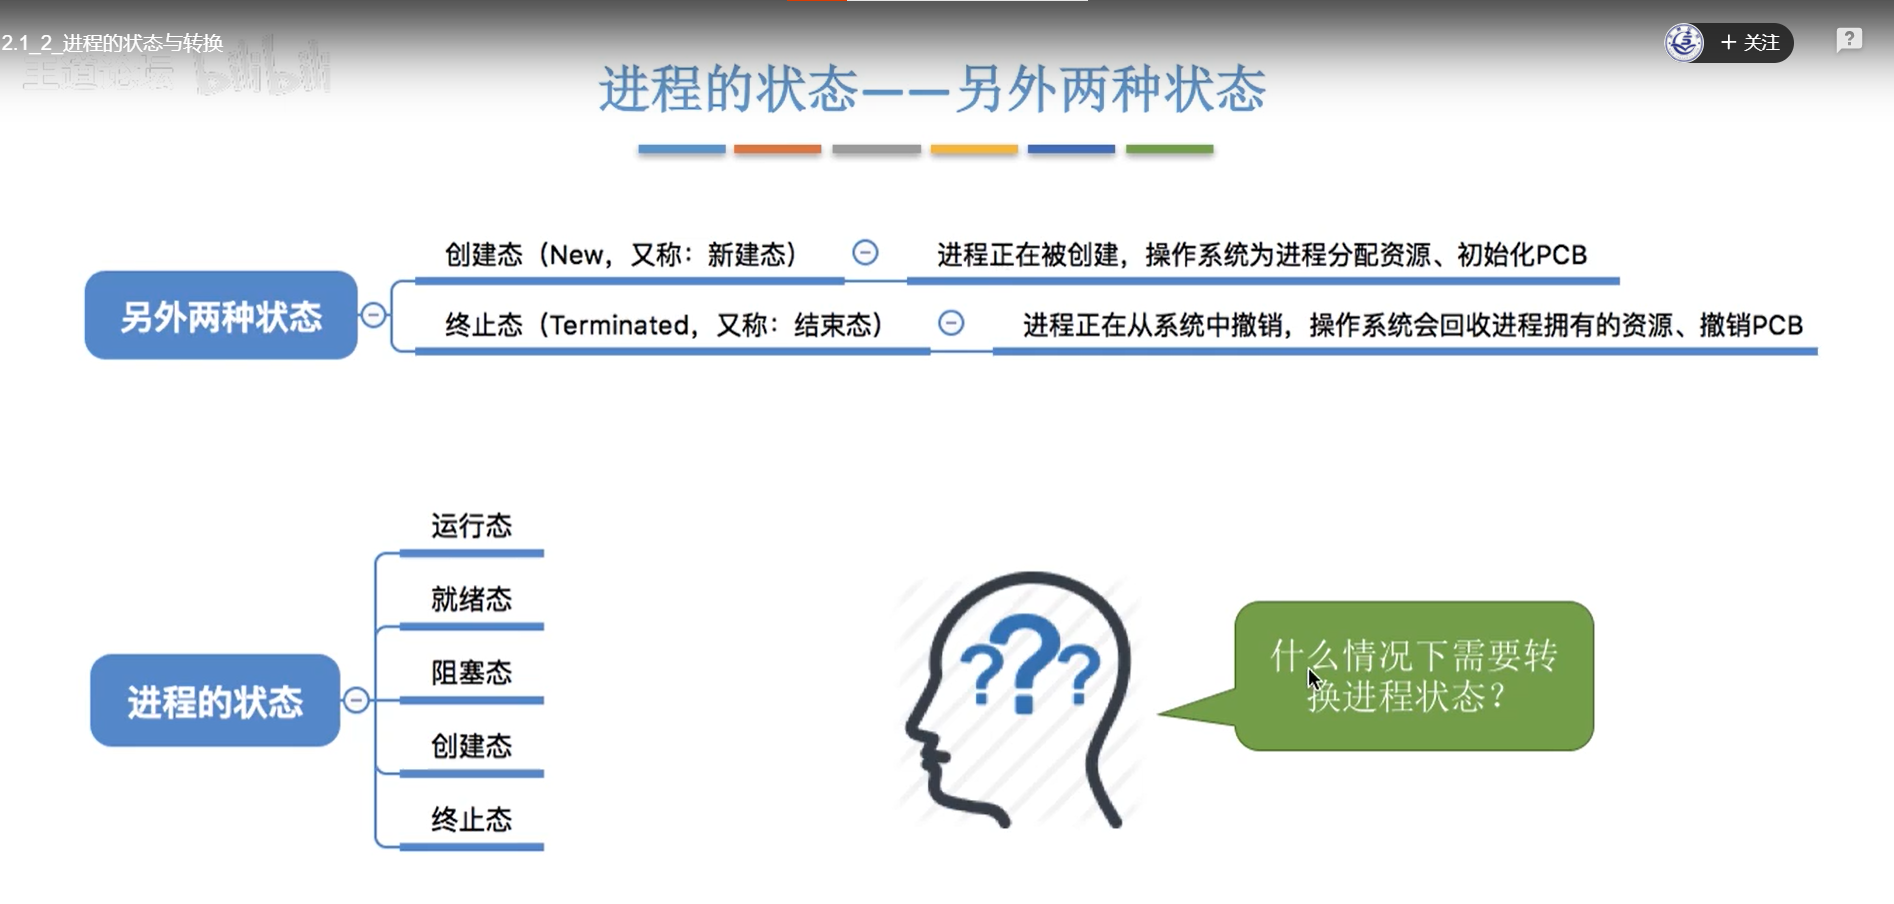 2.1_2_进程的状态与转换
+ 关注
王道论坛 bilibili
进程的状态——另外两种状态
另外两种状态
创建态（New，又称：新建态）
进程正在被创建，操作系统为进程分配资源、初始化PCB
终止态（Terminated，又称：结束态）
进程正在从系统中撤销，操作系统会回收进程拥有的资源、撤销PCB
进程的状态
运行态
就绪态
阻塞态
创建态
终止态
???
什么情况下需要转
换进程状态？